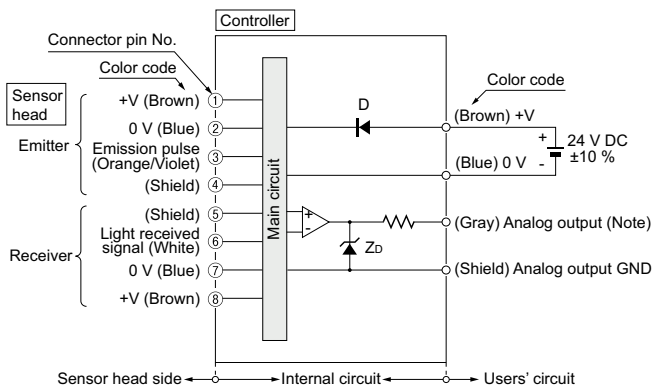 Controller
Connector pin No.
Color code
Sensor
head
Emitter
+V (Brown) 1
0 V (Blue) 2
Emission pulse
(Orange/Violet) 3
(Shield) 4
Receiver
(Shield) 5
Light received
signal (White) 6
0 V (Blue) 7
+V (Brown) 8
Main circuit
D
+
-
ZD
Color code
(Brown) +V
(Blue) 0 V
+
-
24 V DC
±10 %
(Gray) Analog output (Note)
(Shield) Analog output GND
Sensor head side
Internal circuit
Users' circuit